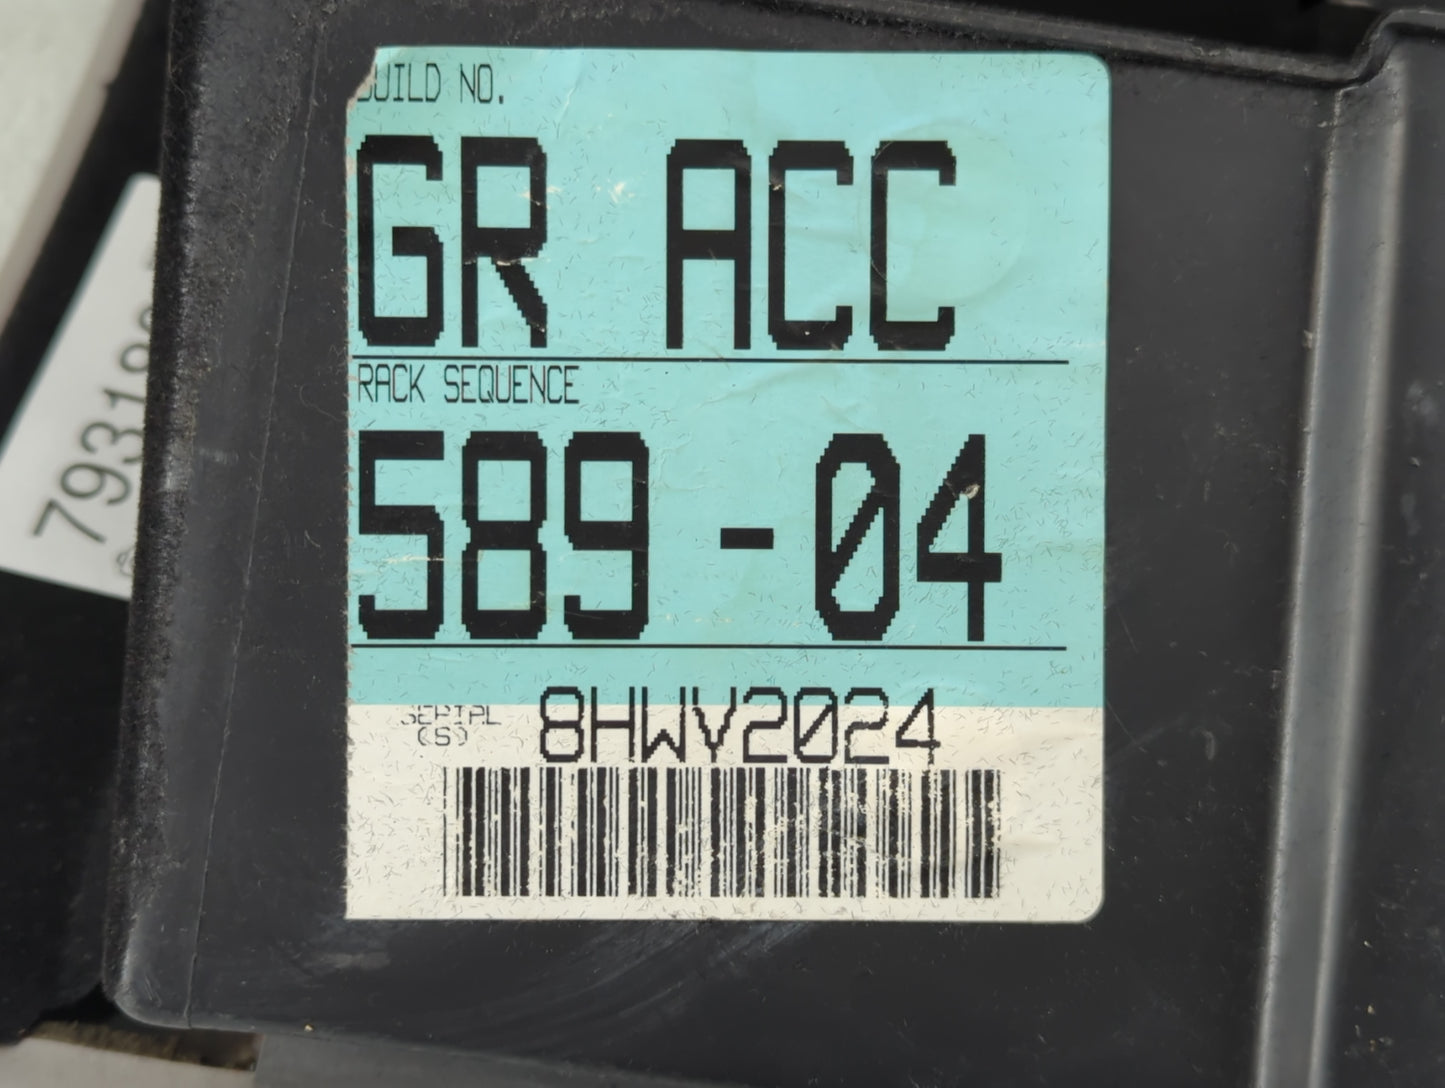 BUILD NO.
GR ACC
RACK SEQUENCE
589-04
SERIAL 8HWV2024
(S)